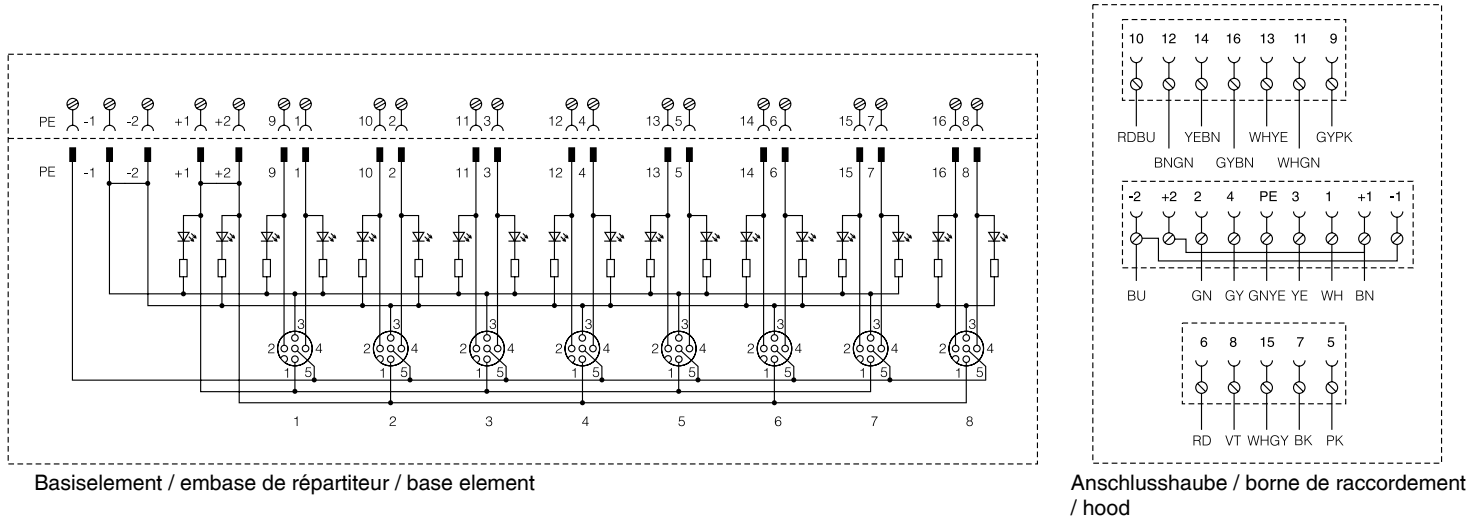 PE -1 -2 +1 +2 9 1 10 2 11 3 12 4 13 5 14 6 15 7 16 8
PE -1 -2 +1 +2 9 1 10 2 11 3 12 4 13 5 14 6 15 7 16 8
3 3 3 3 3 3 3 3
2 4 2 4 2 4 2 4 2 4 2 4 2 4 2 4
1 5 1 5 1 5 1 5 1 5 1 5 1 5 1 5
1 2 3 4 5 6 7 8
Basiselement / embase de répartiteur / base element
10 12 14 16 13 11 9
RDBU YEBN WHYE GYPK
BNGN GYBN WHGN
-2 +2 2 4 PE 3 1 +1 -1
BU GN GY GNYE YE WH BN
6 8 15 7 5
RD VT WHGY BK PK
Anschlusshaube / borne de raccordement
/ hood